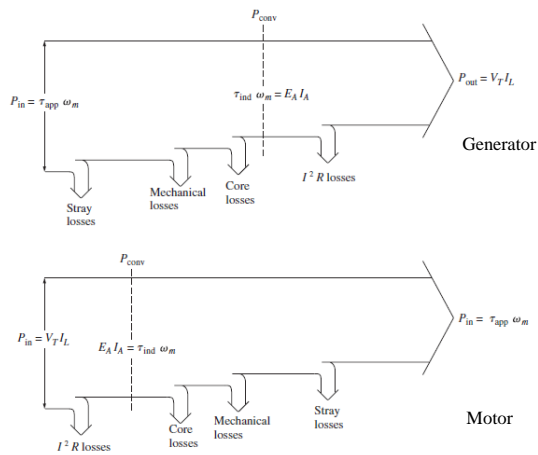 P_conv
P_in = τ_app ω_m
τ_ind ω_m = E_A I_A
P_out = V_T I_L
Generator
Stray
losses
Mechanical
losses
Core
losses
I² R losses
P_conv
P_in = V_T I_L
E_A I_A = τ_ind ω_m
P_in = τ_app ω_m
Motor
I² R losses
Core
losses
Mechanical
losses
Stray
losses